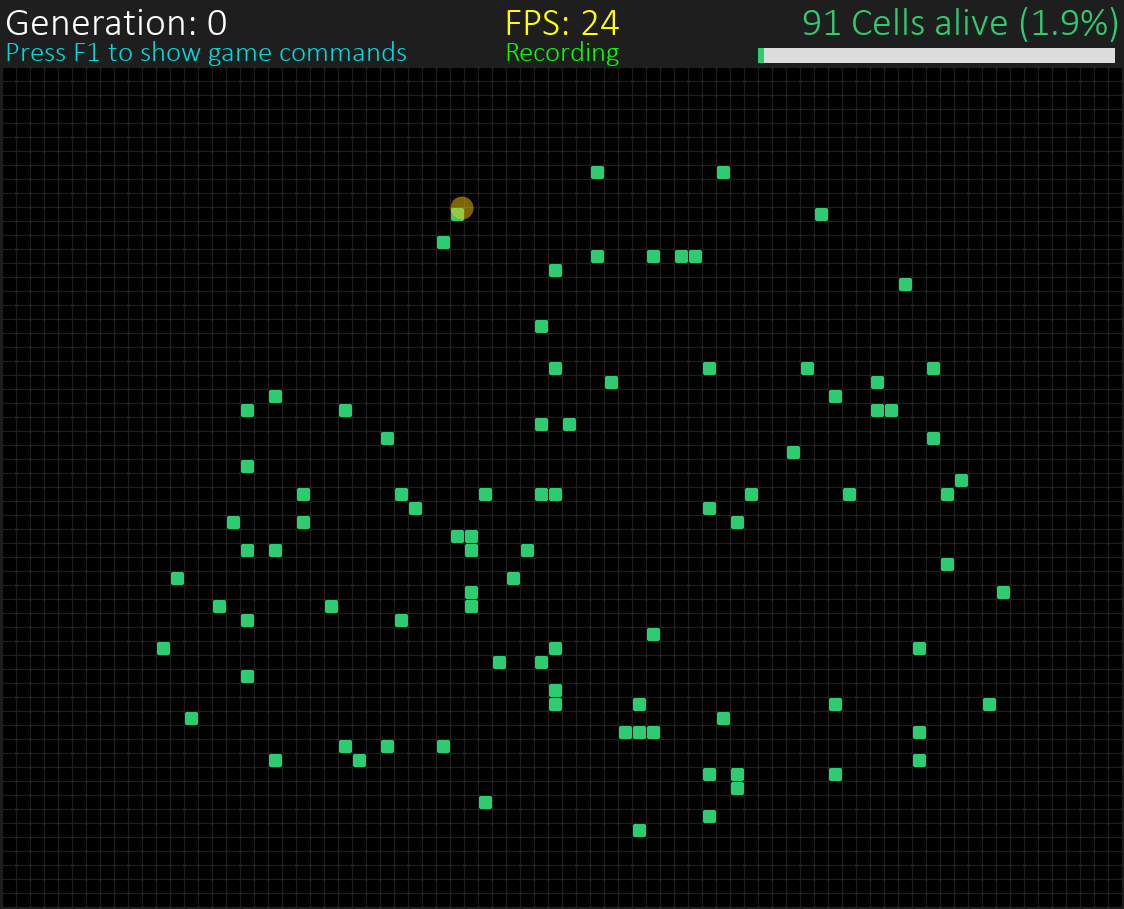 Generation: 0
Press F1 to show game commands
FPS: 24
Recording
91 Cells alive (1.9%)